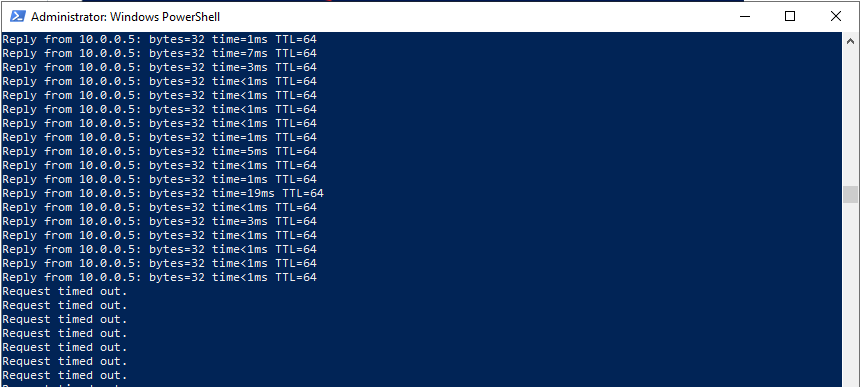 Administrator: Windows PowerShell
Reply from 10.0.0.5: bytes=32 time=1ms TTL=64
Reply from 10.0.0.5: bytes=32 time=7ms TTL=64
Reply from 10.0.0.5: bytes=32 time=3ms TTL=64
Reply from 10.0.0.5: bytes=32 time<1ms TTL=64
Reply from 10.0.0.5: bytes=32 time<1ms TTL=64
Reply from 10.0.0.5: bytes=32 time<1ms TTL=64
Reply from 10.0.0.5: bytes=32 time<1ms TTL=64
Reply from 10.0.0.5: bytes=32 time=1ms TTL=64
Reply from 10.0.0.5: bytes=32 time=5ms TTL=64
Reply from 10.0.0.5: bytes=32 time<1ms TTL=64
Reply from 10.0.0.5: bytes=32 time=1ms TTL=64
Reply from 10.0.0.5: bytes=32 time=19ms TTL=64
Reply from 10.0.0.5: bytes=32 time<1ms TTL=64
Reply from 10.0.0.5: bytes=32 time=3ms TTL=64
Reply from 10.0.0.5: bytes=32 time<1ms TTL=64
Reply from 10.0.0.5: bytes=32 time<1ms TTL=64
Reply from 10.0.0.5: bytes=32 time<1ms TTL=64
Reply from 10.0.0.5: bytes=32 time<1ms TTL=64
Request timed out.
Request timed out.
Request timed out.
Request timed out.
Request timed out.
Request timed out.
Request timed out.